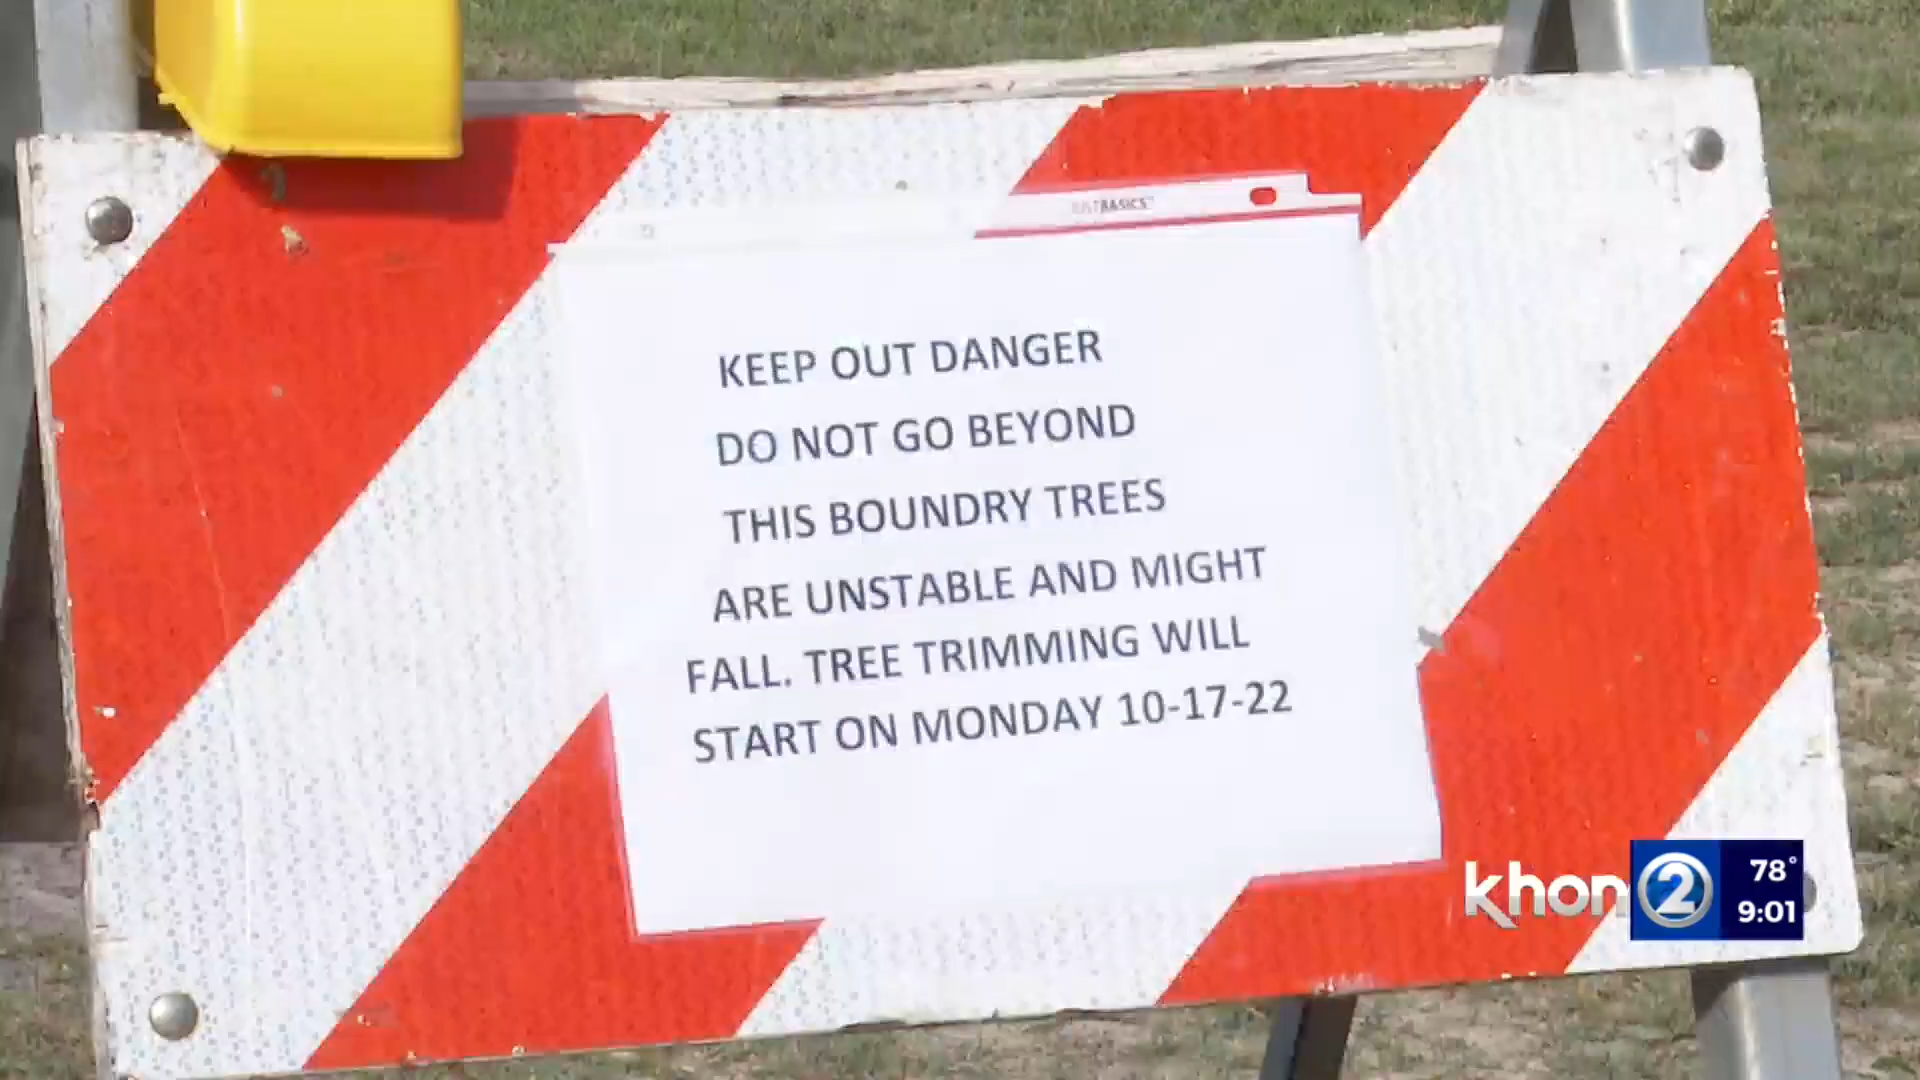 JUSTBASICS
KEEP OUT DANGER
DO NOT GO BEYOND
THIS BOUNDRY TREES
ARE UNSTABLE AND MIGHT
FALL. TREE TRIMMING WILL
START ON MONDAY 10-17-22
khon 2 78°
9:01